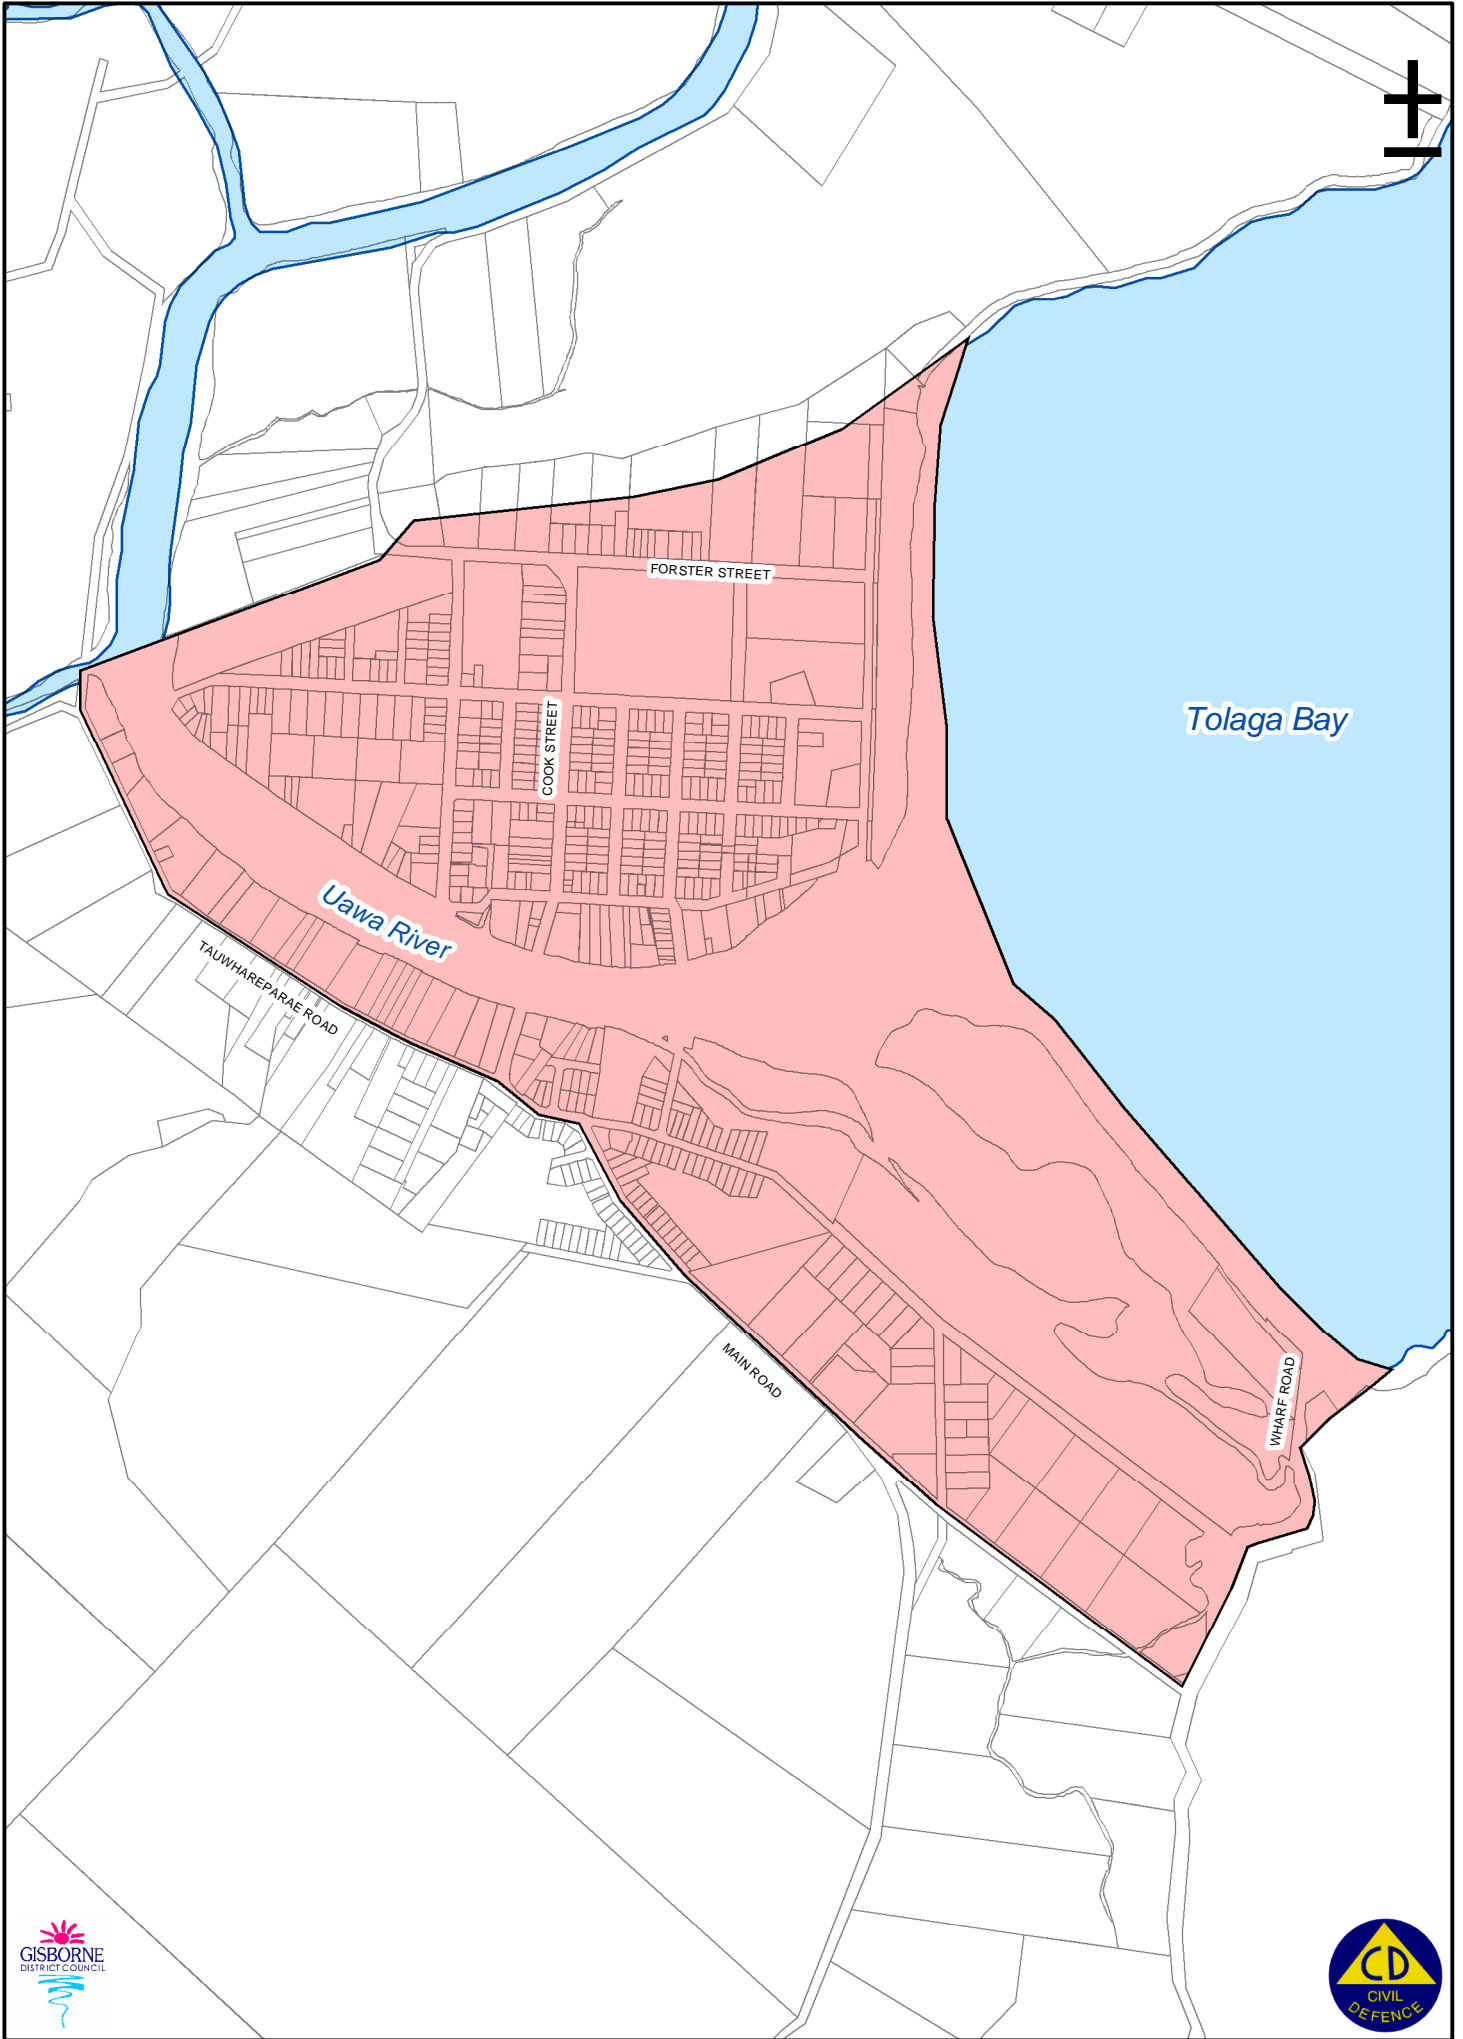 FORSTER STREET
COOK STREET
Tolaga Bay
Uawa River
TAUWHAREPARAE ROAD
MAIN ROAD
WHARF ROAD
GISBORNE
DISTRICT COUNCIL
CD
CIVIL
DEFENCE